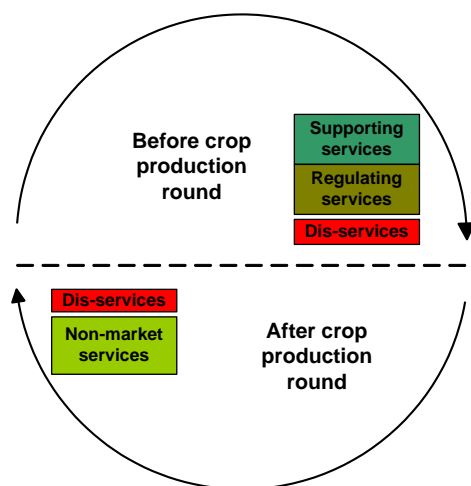 Before crop
production
round
Supporting
services
Regulating
services
Dis-services
Dis-services
Non-market
services
After crop
production
round